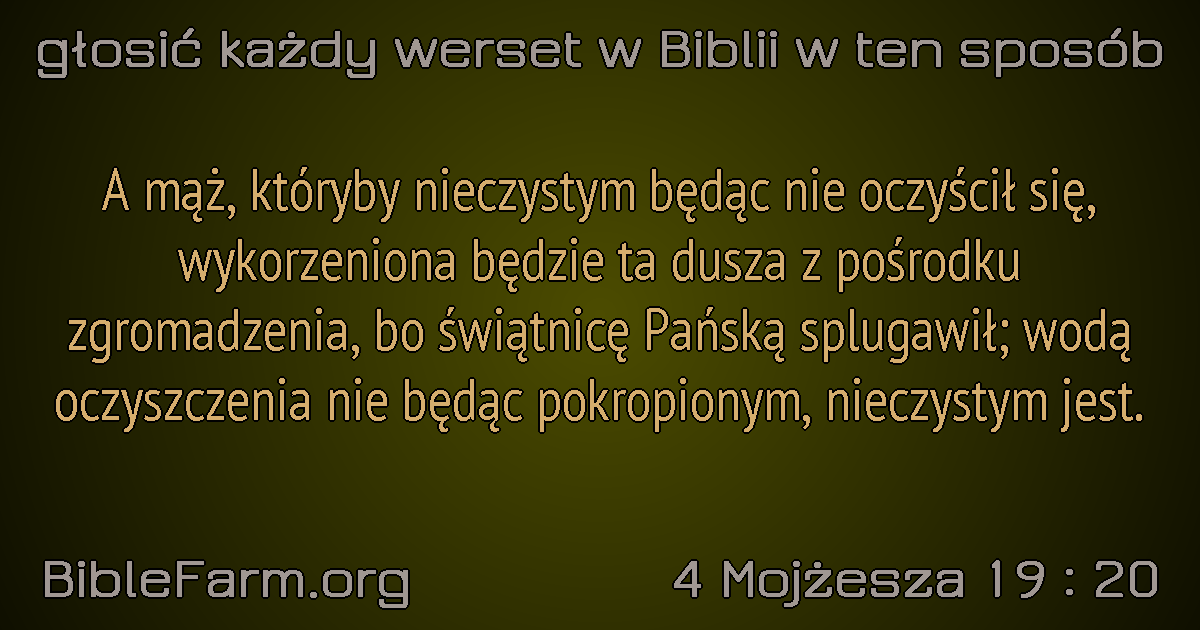 głosić każdy werset w Biblii w ten sposób
A mąż, któryby nieczystym będąc nie oczyścił się,
wykorzeniona będzie ta dusza z pośrodku
zgromadzenia, bo świątnicę Pańską splugawił; wodą
oczyszczenia nie będąc pokropionym, nieczystym jest.
BibleFarm.org
4 Mojżesza 19 : 20